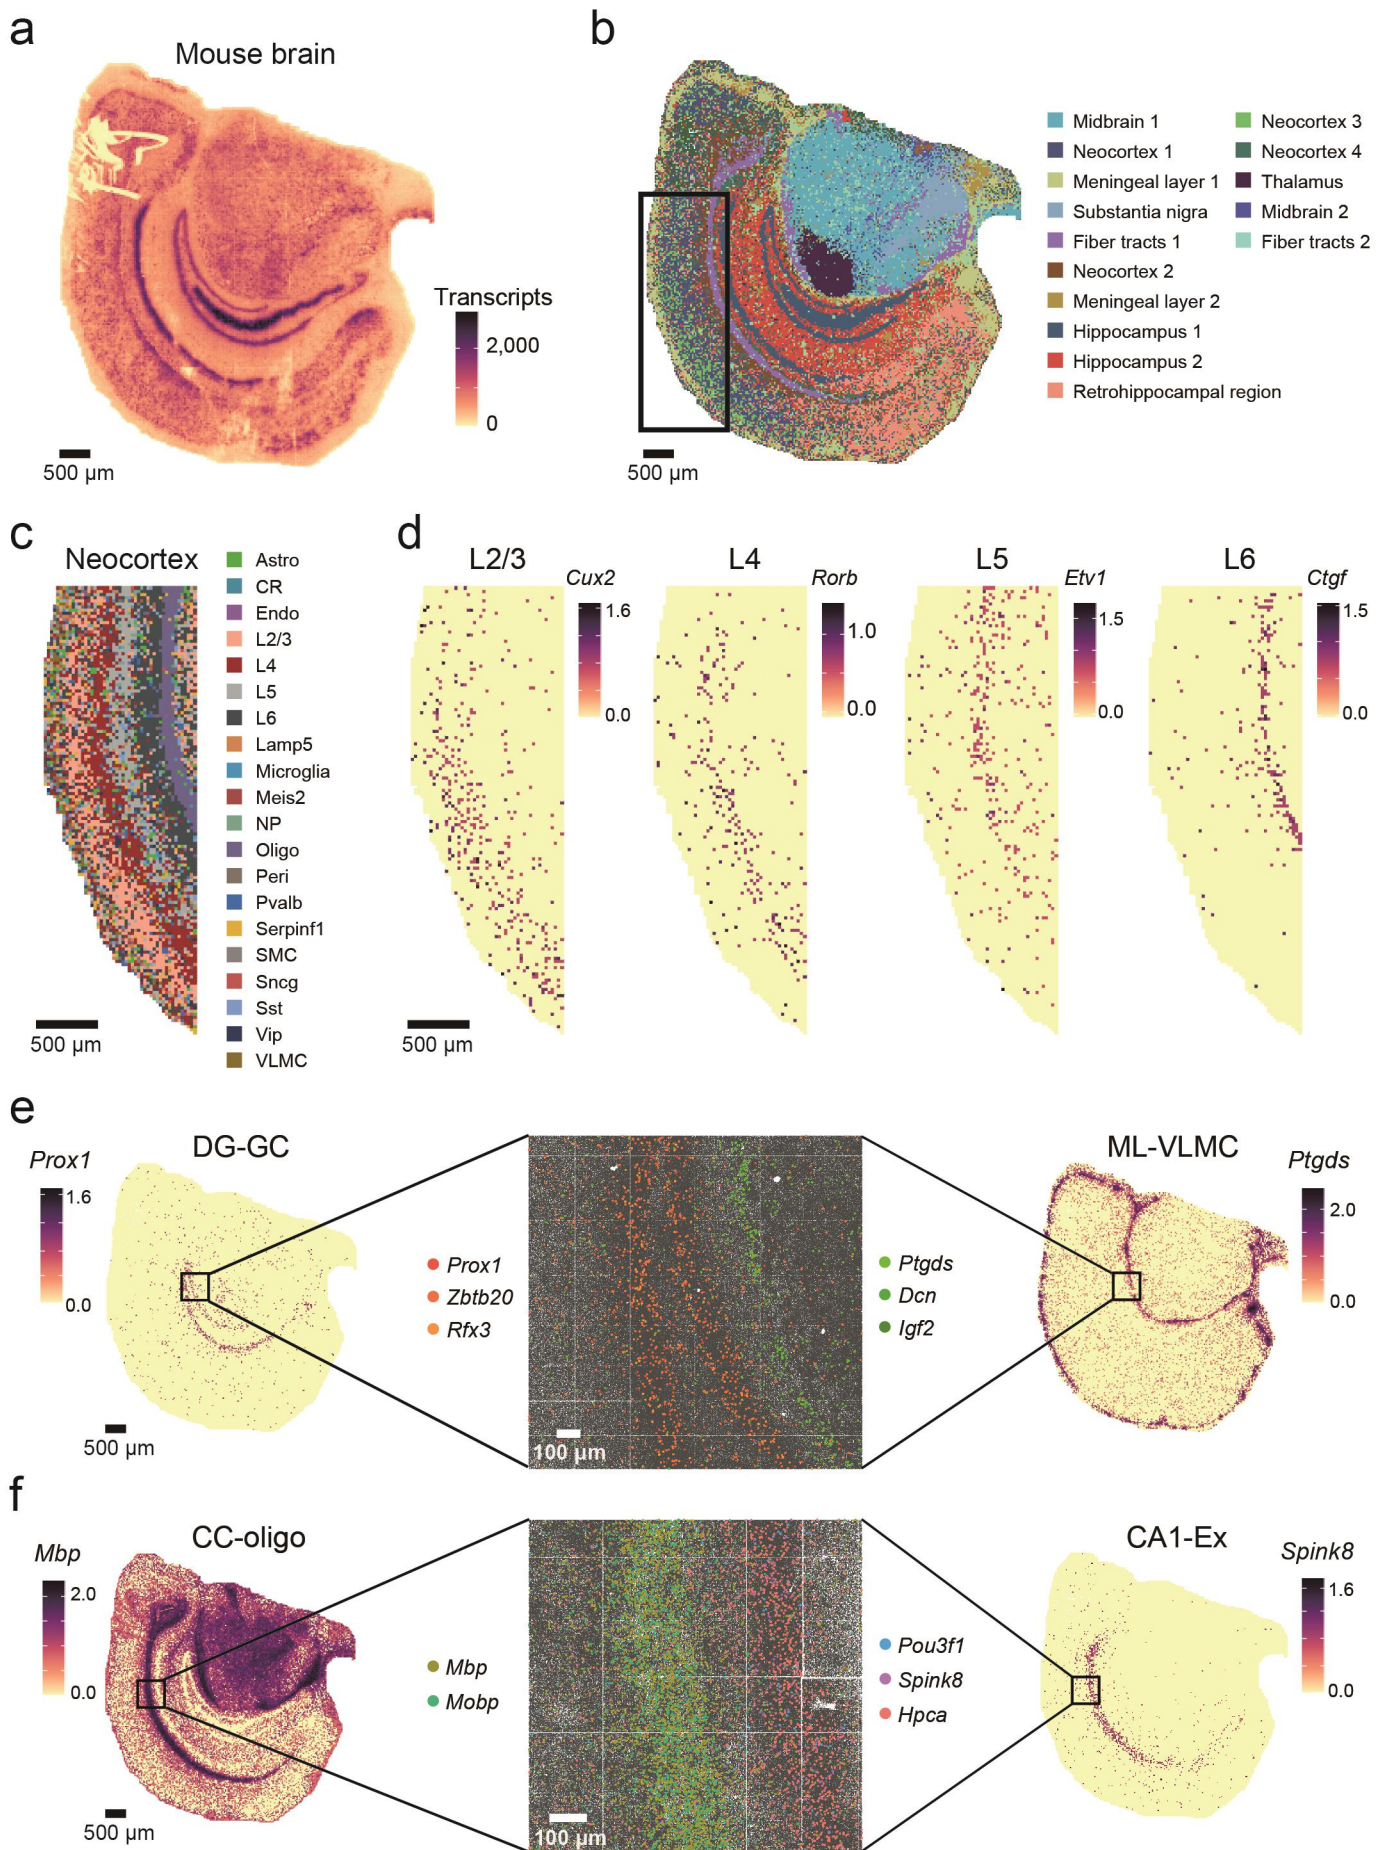 a
Mouse brain
Transcripts
2,000
0
500 µm
b
Midbrain 1
Neocortex 1
Meningeal layer 1
Substantia nigra
Fiber tracts 1
Neocortex 2
Meningeal layer 2
Hippocampus 1
Hippocampus 2
Retrohippocampal region
Neocortex 3
Neocortex 4
Thalamus
Midbrain 2
Fiber tracts 2
500 µm
c
Neocortex
Astro
CR
Endo
L2/3
L4
L5
L6
Lamp5
Microglia
Meis2
NP
Oligo
Peri
Pvalb
Serpinf1
SMC
Sncg
Sst
Vip
VLMC
500 µm
d
L2/3
Cux2
1.6
0.0
L4
Rorb
1.0
0.0
L5
Etv1
1.5
0.0
L6
Ctgf
1.5
0.0
500 µm
e
DG-GC
Prox1
1.6
0.0
500 µm
Prox1
Zbtb20
Rfx3
100 µm
Ptgds
Dcn
Igf2
ML-VLMC
Ptgds
2.0
0.0
f
CC-oligo
Mbp
2.0
0.0
500 µm
Mbp
Mobp
100 µm
Pou3f1
Spink8
Hpca
CA1-Ex
Spink8
1.6
0.0